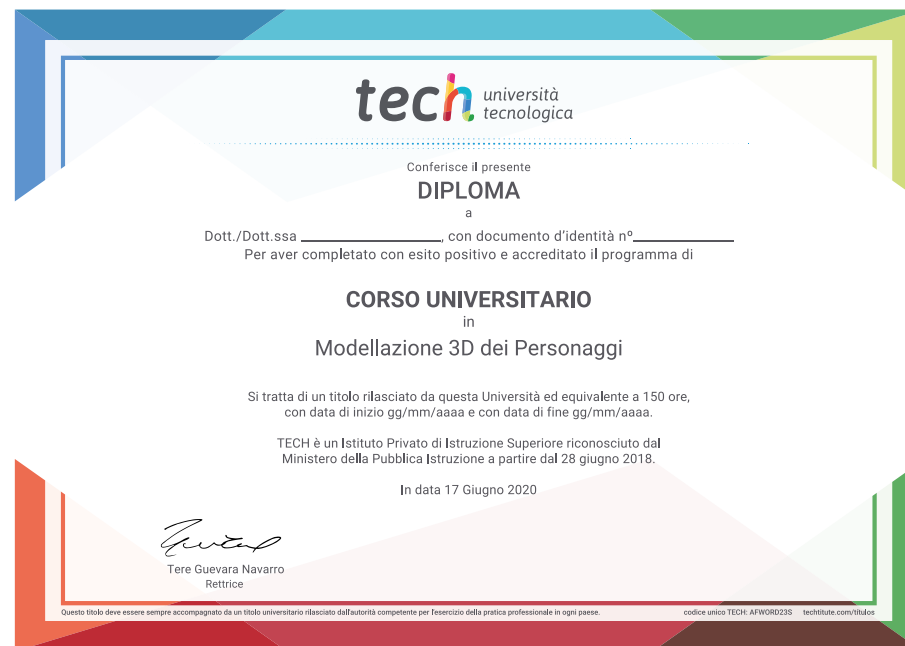 tech università
tecnologica
Conferisce il presente
DIPLOMA
a
Dott./Dott.ssa ____________, con documento d'identità nº____________
Per aver completato con esito positivo e accreditato il programma di
CORSO UNIVERSITARIO
in
Modellazione 3D dei Personaggi
Si tratta di un titolo rilasciato da questa Università ed equivalente a 150 ore,
con data di inizio gg/mm/aaaa e con data di fine gg/mm/aaaa.
TECH è un Istituto Privato di Istruzione Superiore riconosciuto dal
Ministero della Pubblica Istruzione a partire dal 28 giugno 2018.
In data 17 Giugno 2020
Tere Guevara Navarro
Rettrice
Questo titolo deve essere sempre accompagnato da un titolo universitario rilasciato dall'autorità competente per l'esercizio della pratica professionale in ogni paese. codice unico TECH: AFWORD23S techtitute.com/titulos